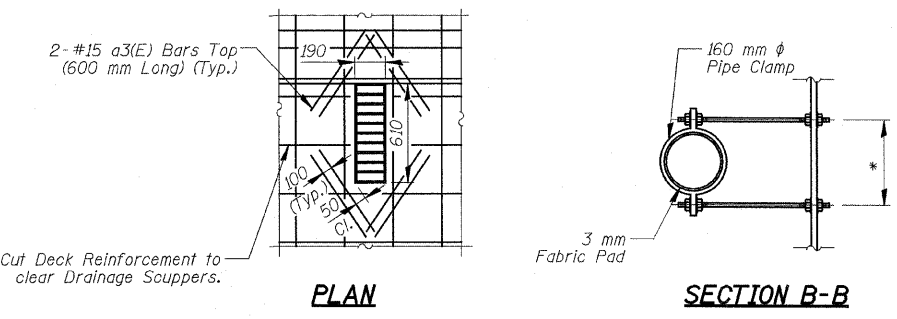 2- #15 a3(E) Bars Top
(600 mm Long) (Typ.)
190
610
100
(Typ.)
50
Cl.
Cut Deck Reinforcement to
clear Drainage Scuppers.
PLAN
160 mm ϕ
Pipe Clamp
*
3 mm
Fabric Pad
SECTION B-B